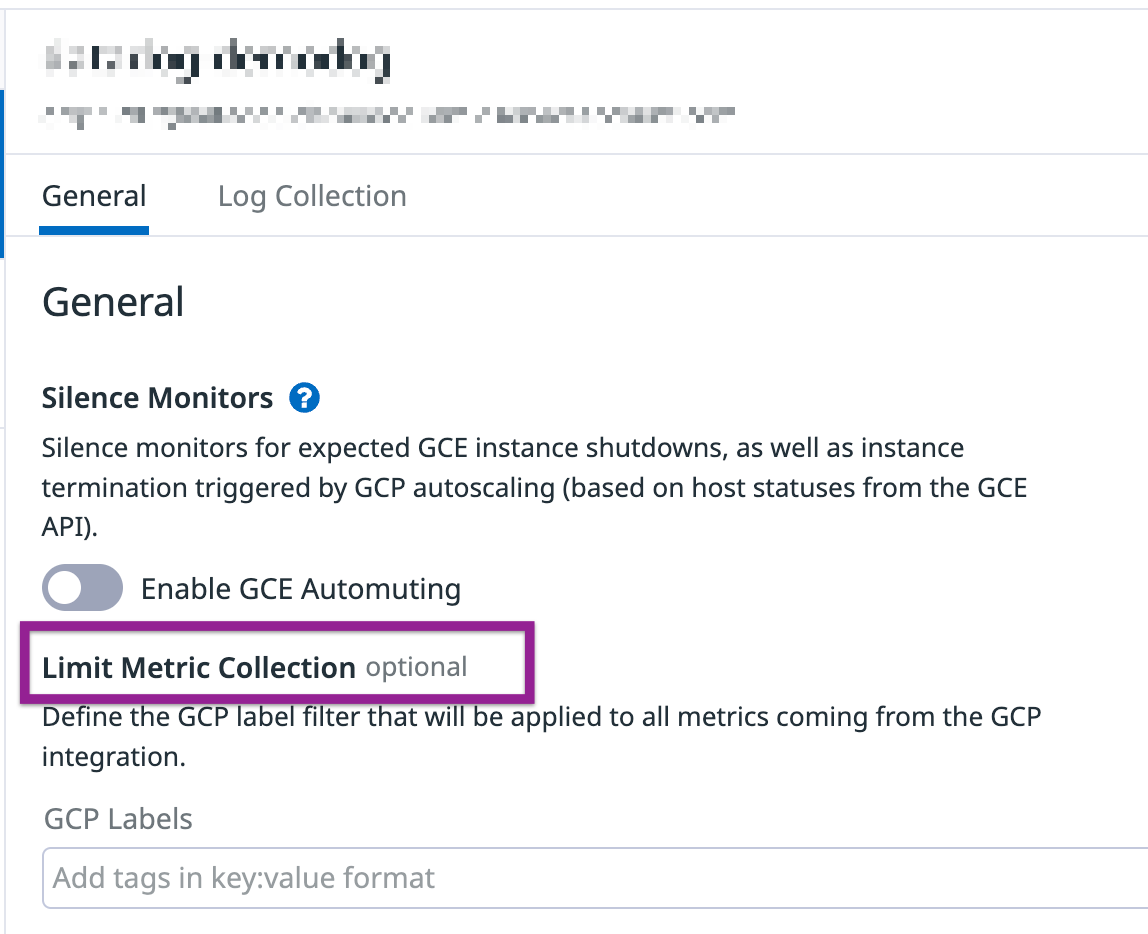 General
Log Collection
General
Silence Monitors ?
Silence monitors for expected GCE instance shutdowns, as well as instance
termination triggered by GCP autoscaling (based on host statuses from the GCE
API).
Enable GCE Automuting
Limit Metric Collection optional
Define the GCP label filter that will be applied to all metrics coming from the GCP
integration.
GCP Labels
Add tags in key:value format